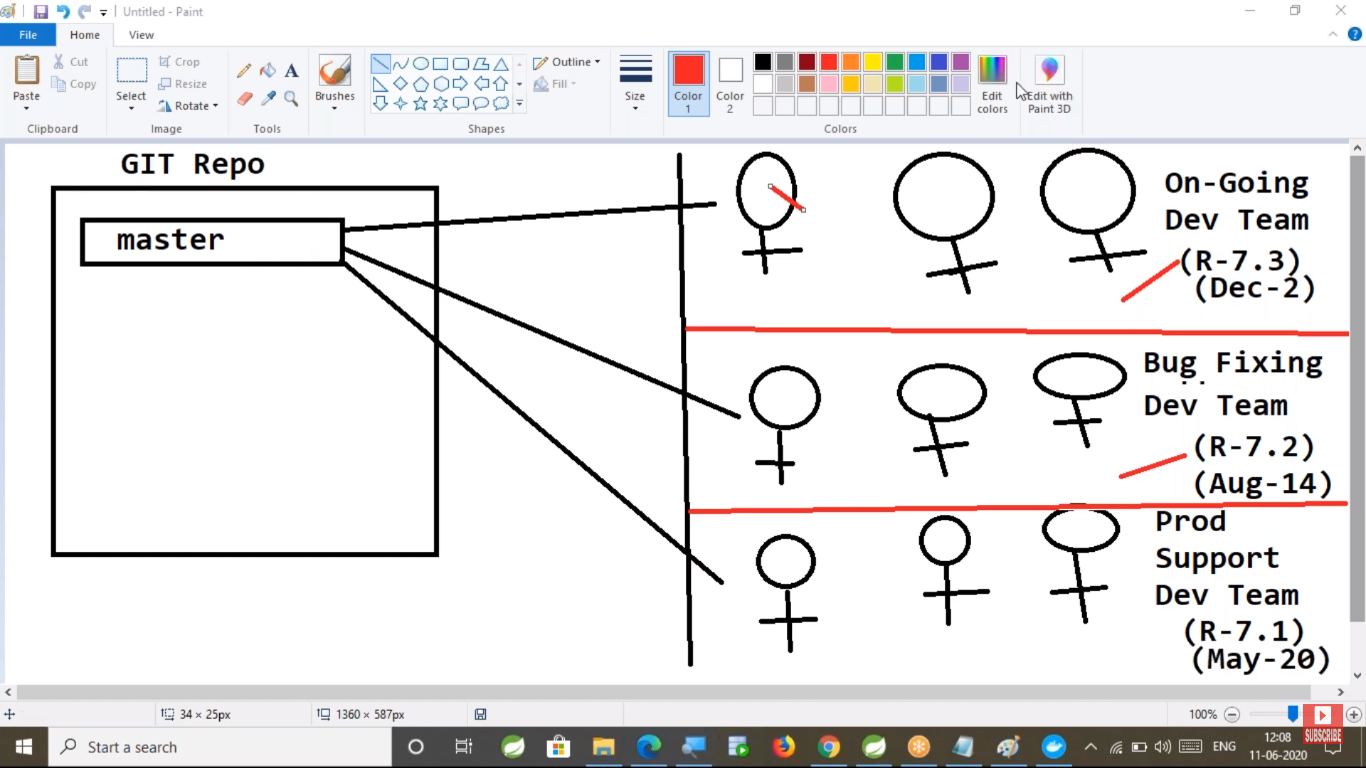 Untitled - Paint
File
Home
View
Paste
Cut
Copy
Clipboard
Select
Crop
Resize
Rotate
Image
A
Tools
Brushes
Outline
Fill
Shapes
Size
Color
1
Color
2
Edit
colors
Edit with
Paint 3D
Colors
GIT Repo
master
On-Going
Dev Team
(R-7.3)
(Dec-2)
Bug Fixing
Dev Team
(R-7.2)
(Aug-14)
Prod
Support
Dev Team
(R-7.1)
(May-20)
34 × 25px
1360 × 587px
100%
SUBSCRIBE
Start a search
ENG
12:08
11-06-2020